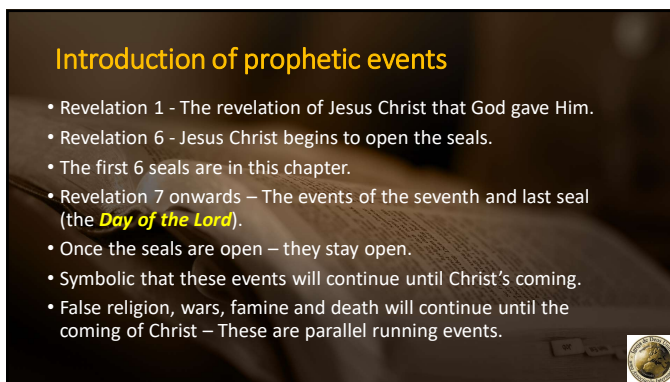 Introduction of prophetic events
• Revelation 1 - The revelation of Jesus Christ that God gave Him.
• Revelation 6 - Jesus Christ begins to open the seals.
• The first 6 seals are in this chapter.
• Revelation 7 onwards – The events of the seventh and last seal
(the Day of the Lord).
• Once the seals are open – they stay open.
• Symbolic that these events will continue until Christ's coming.
• False religion, wars, famine and death will continue until the
coming of Christ – These are parallel running events.